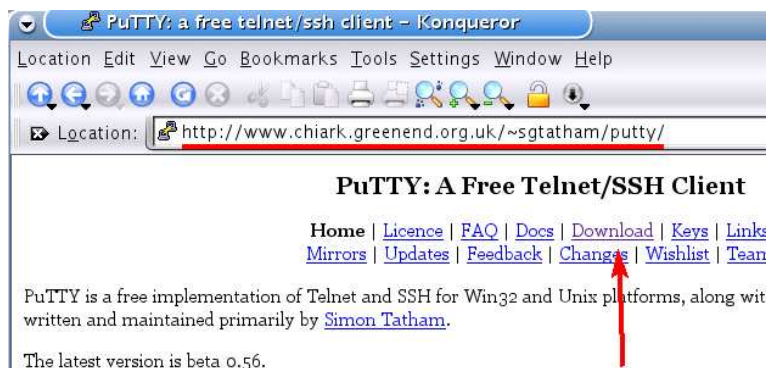 PuTTY: a free telnet/ssh client – Konqueror
Location Edit View Go Bookmarks Tools Settings Window Help
Location: http://www.chiark.greenend.org.uk/~sgtatham/putty/
PuTTY: A Free Telnet/SSH Client
Home | Licence | FAQ | Docs | Download | Keys | Links
Mirrors | Updates | Feedback | Changes | Wishlist | Team
PuTTY is a free implementation of Telnet and SSH for Win32 and Unix platforms, along wit
written and maintained primarily by Simon Tatham.
The latest version is beta 0.56.